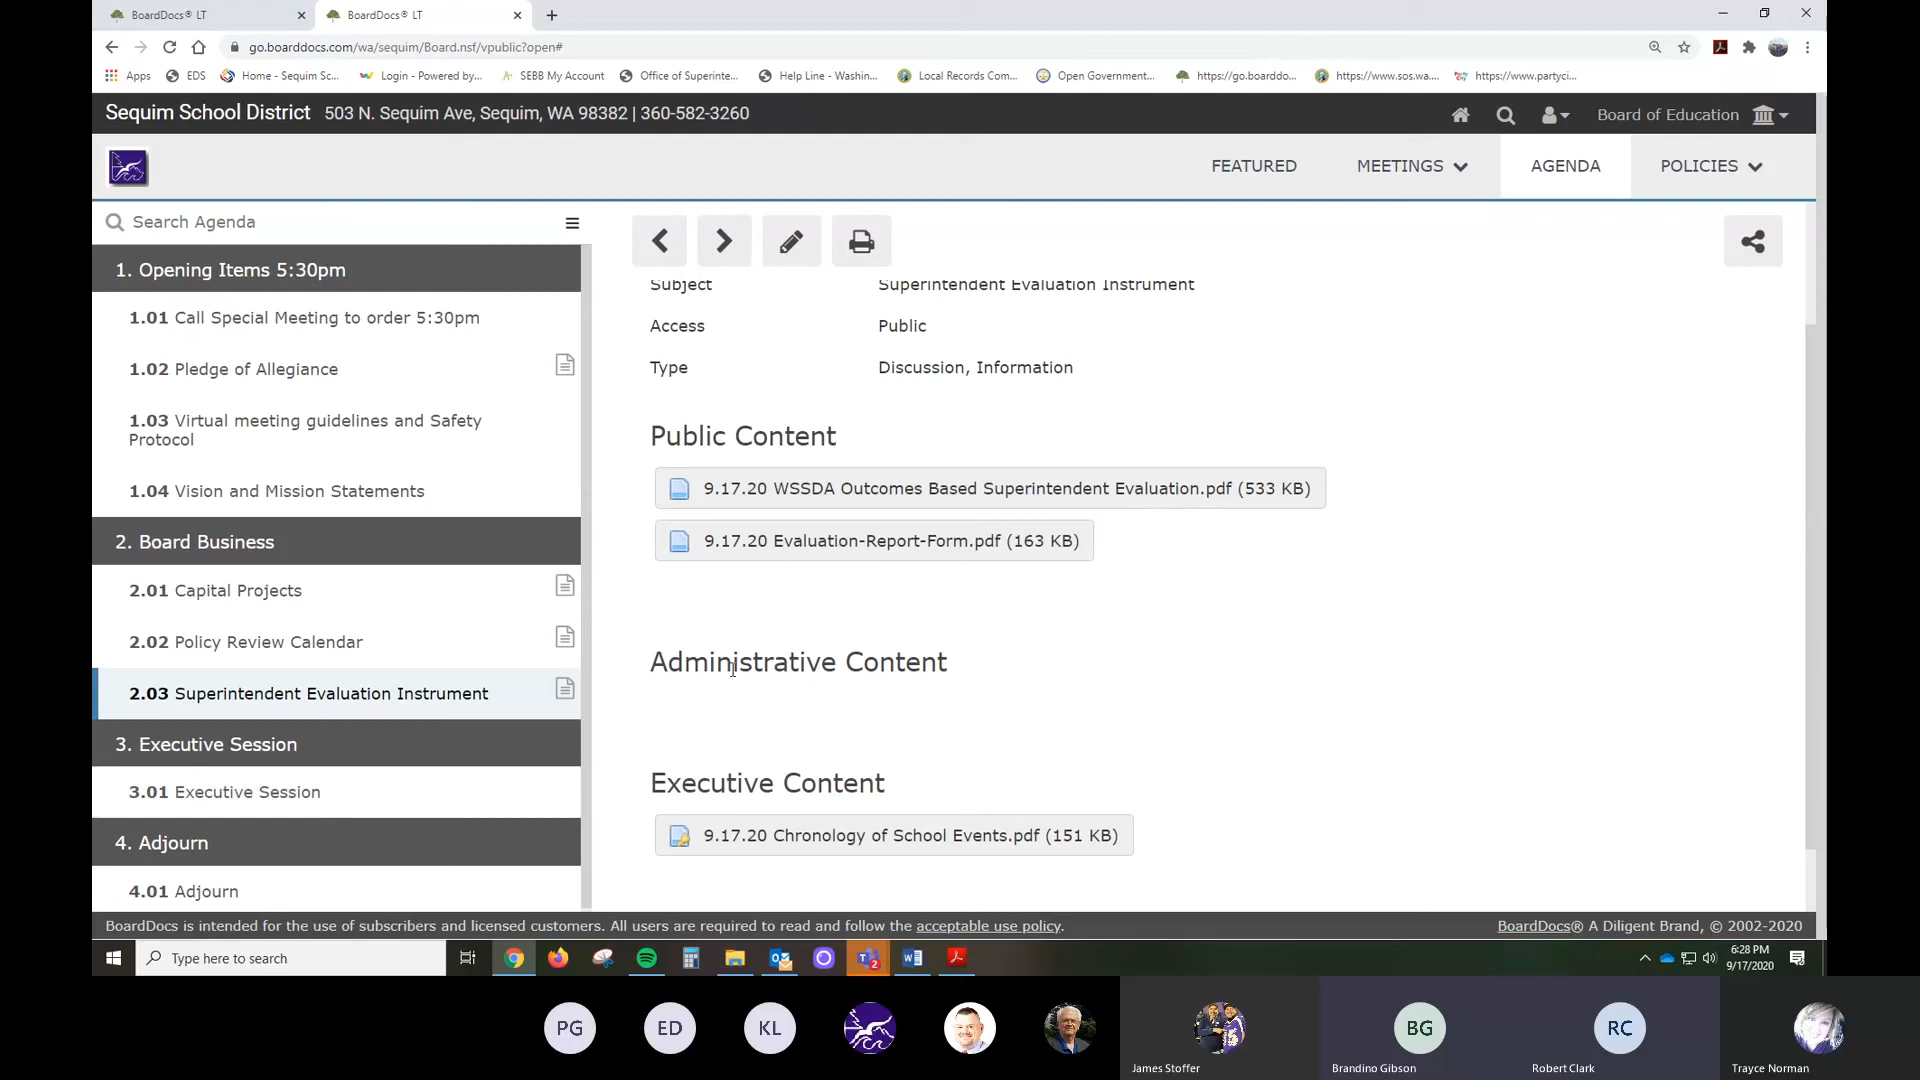 BoardDocs® LT
BoardDocs® LT
go.boarddocs.com/wa/sequim/Board.nsf/vpublic?open#
Apps
EDS
Home - Sequim Sc...
Login - Powered by...
SEBB My Account
Office of Superinte...
Help Line - Washin...
Local Records Com...
Open Government...
https://go.boarddo...
https://www.sos.wa....
https://www.partyci...
Sequim School District 503 N. Sequim Ave, Sequim, WA 98382 | 360-582-3260
Board of Education
FEATURED
MEETINGS
AGENDA
POLICIES
Search Agenda
1. Opening Items 5:30pm
1.01 Call Special Meeting to order 5:30pm
1.02 Pledge of Allegiance
1.03 Virtual meeting guidelines and Safety
Protocol
1.04 Vision and Mission Statements
2. Board Business
2.01 Capital Projects
2.02 Policy Review Calendar
2.03 Superintendent Evaluation Instrument
3. Executive Session
3.01 Executive Session
4. Adjourn
4.01 Adjourn
Subject Superintendent Evaluation Instrument
Access Public
Type Discussion, Information
Public Content
9.17.20 WSSDA Outcomes Based Superintendent Evaluation.pdf (533 KB)
9.17.20 Evaluation-Report-Form.pdf (163 KB)
Administrative Content
Executive Content
9.17.20 Chronology of School Events.pdf (151 KB)
BoardDocs is intended for the use of subscribers and licensed customers. All users are required to read and follow the acceptable use policy.
BoardDocs® A Diligent Brand, © 2002-2020
Type here to search
2
6:28 PM
9/17/2020
PG
ED
KL
BG
RC
James Stoffer
Brandino Gibson
Robert Clark
Trayce Norman